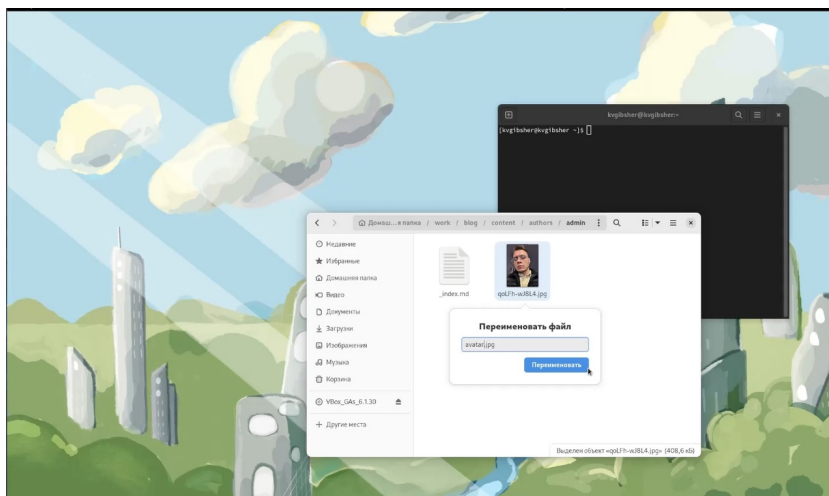 kvgibsher@kvgibsher:~
[kvgibsher@kvgibsher ~]$
Домаш…я папка / work / blog / content / authors / admin
Недавние
Избранные
Домашняя папка
Видео
Документы
Загрузки
Изображения
Музыка
Корзина
VBox_GAs_6.1.30
Другие места
_index.md
qoLFh-wJ8L4.jpg
Переименовать файл
avatar.jpg
Переименовать
Выделен объект «qoLFh-wJ8L4.jpg» (408,6 кБ)